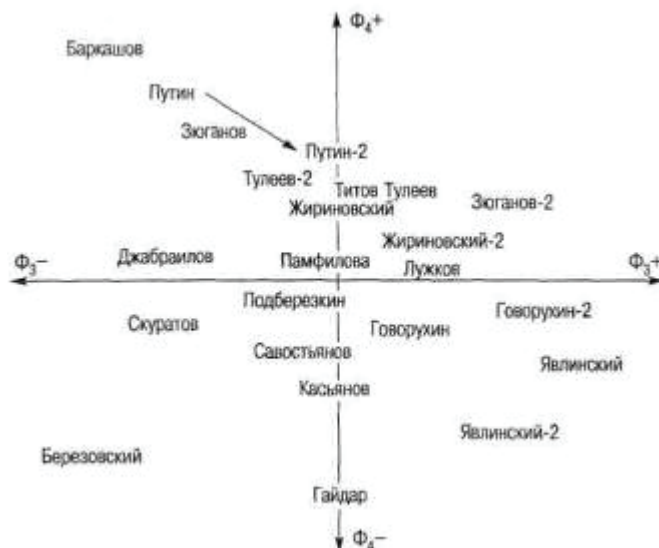 Ф₄+
Баркашов
Путин
Зюганов
Путин-2
Тулеев-2
Титов Тулеев
Зюганов-2
Жириновский
Жириновский-2
Джабраилов
Памфилова
Лужков
Ф₃−
Ф₃+
Подберезкин
Говорухин-2
Скуратов
Говорухин
Савостьянов
Явлинский
Касьянов
Явлинский-2
Березовский
Гайдар
Ф₄−